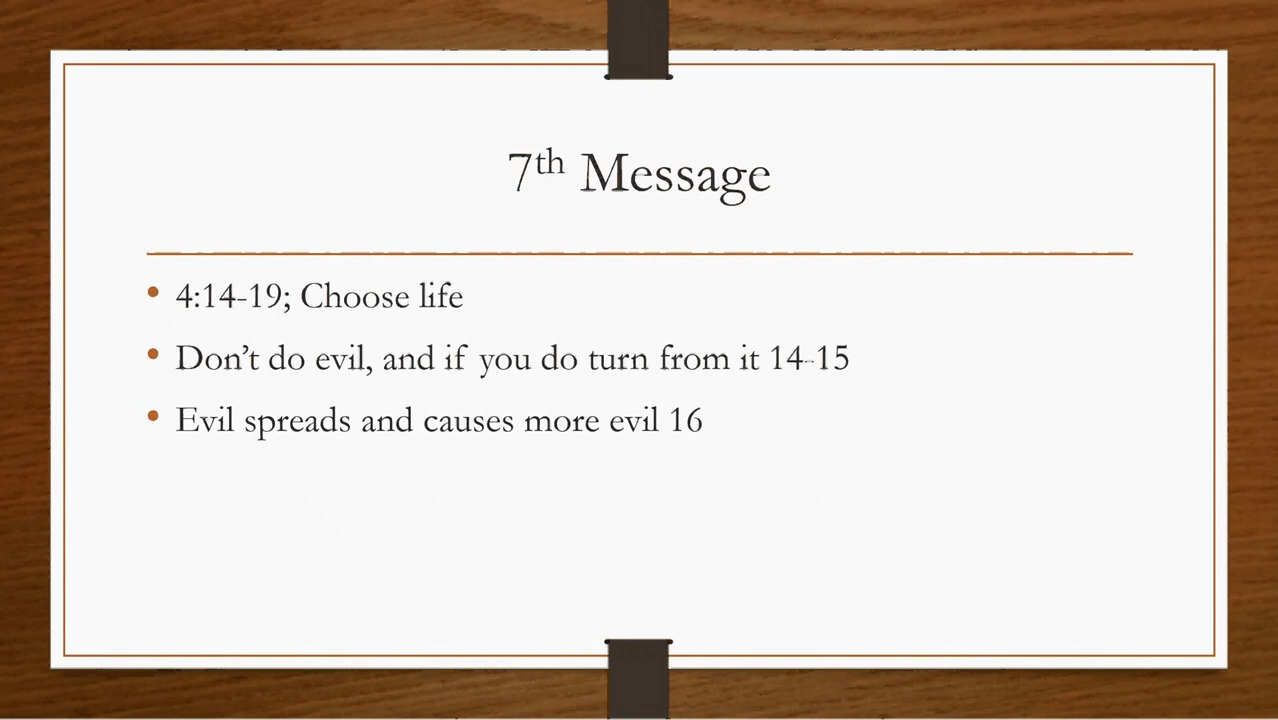 7th Message
• 4:14-19; Choose life
• Don't do evil, and if you do turn from it 14-15
• Evil spreads and causes more evil 16